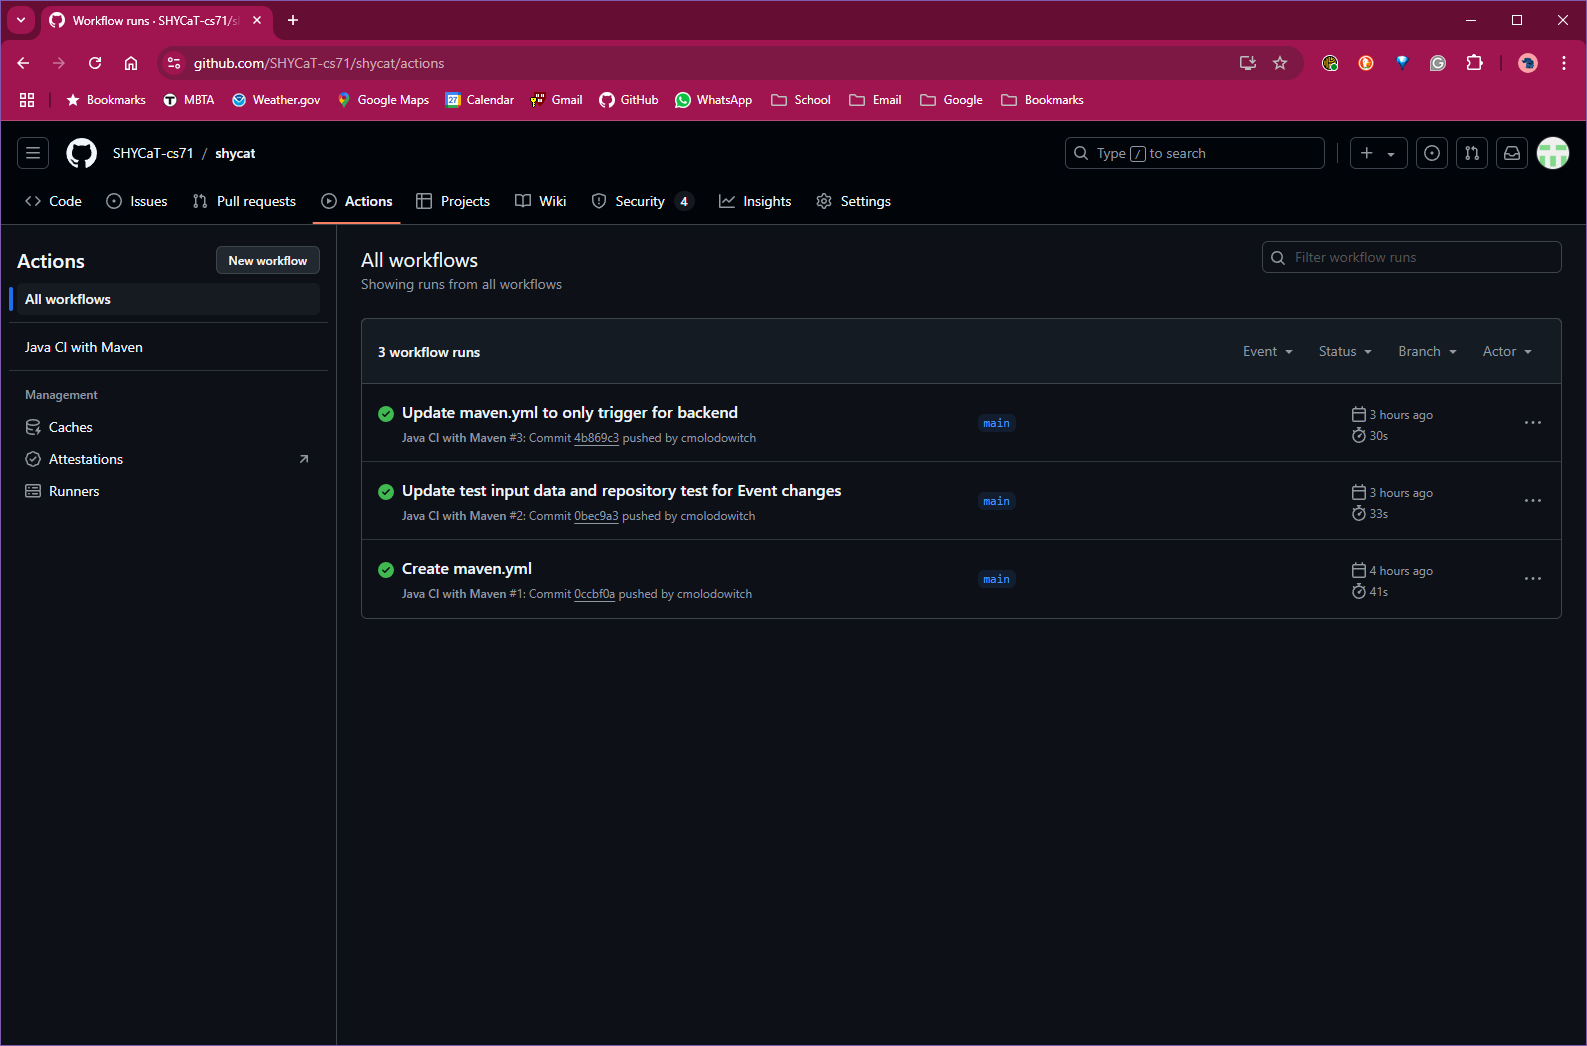 Workflow runs · SHYCaT-cs71/s
github.com/SHYCaT-cs71/shycat/actions
Bookmarks MBTA Weather.gov Google Maps 27 Calendar Gmail GitHub WhatsApp School Email Google Bookmarks
SHYCaT-cs71 / shycat
Type / to search
Code Issues Pull requests Actions Projects Wiki Security 4 Insights Settings
Actions
New workflow
All workflows
Java CI with Maven
Management
Caches
Attestations
Runners
All workflows
Showing runs from all workflows
Filter workflow runs
3 workflow runs
Event Status Branch Actor
Update maven.yml to only trigger for backend
Java CI with Maven #3: Commit 4b869c3 pushed by cmolodowitch
main
3 hours ago
30s
Update test input data and repository test for Event changes
Java CI with Maven #2: Commit 0bec9a3 pushed by cmolodowitch
main
3 hours ago
33s
Create maven.yml
Java CI with Maven #1: Commit 0ccbf0a pushed by cmolodowitch
main
4 hours ago
41s